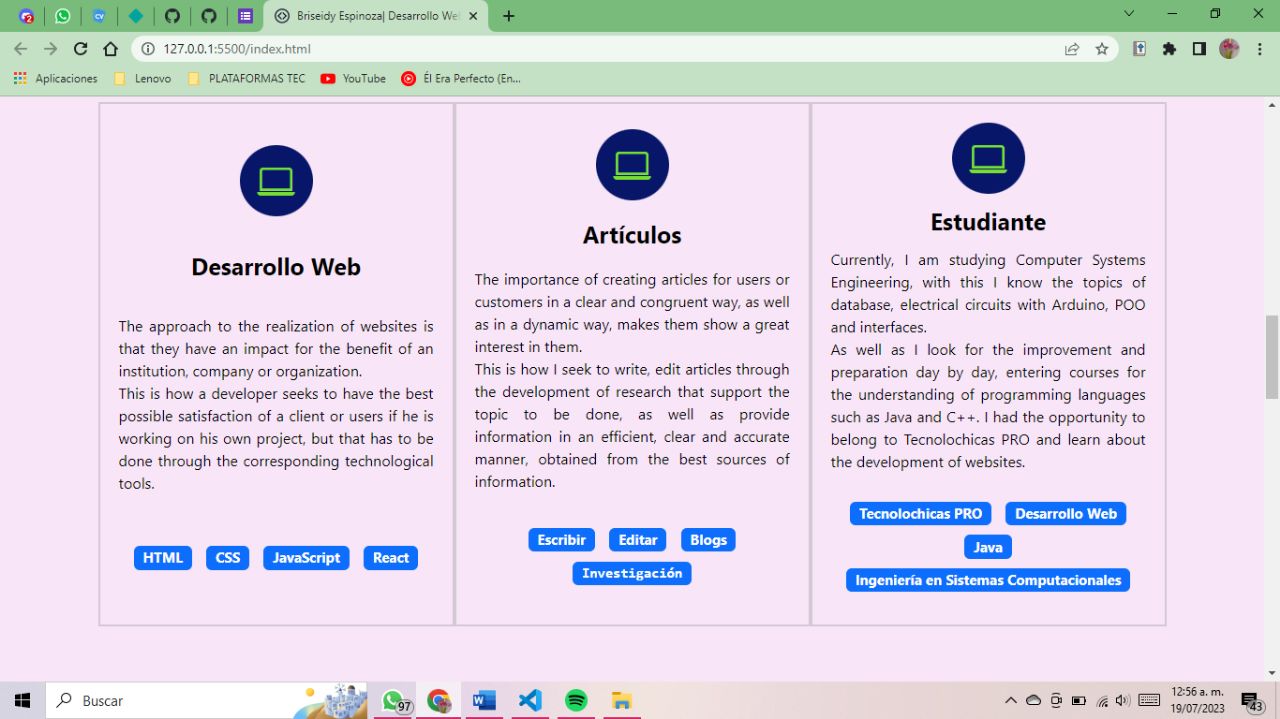 Briseidy Espinoza| Desarrollo Wel
127.0.0.1:5500/index.html
Aplicaciones Lenovo PLATAFORMAS TEC YouTube Él Era Perfecto (En...
Desarrollo Web
The approach to the realization of websites is
that they have an impact for the benefit of an
institution, company or organization.
This is how a developer seeks to have the best
possible satisfaction of a client or users if he is
working on his own project, but that has to be
done through the corresponding technological
tools.
HTML CSS JavaScript React
Artículos
The importance of creating articles for users or
customers in a clear and congruent way, as well
as in a dynamic way, makes them show a great
interest in them.
This is how I seek to write, edit articles through
the development of research that support the
topic to be done, as well as provide
information in an efficient, clear and accurate
manner, obtained from the best sources of
information.
Escribir Editar Blogs
Investigación
Estudiante
Currently, I am studying Computer Systems
Engineering, with this I know the topics of
database, electrical circuits with Arduino, POO
and interfaces.
As well as I look for the improvement and
preparation day by day, entering courses for
the understanding of programming languages
such as Java and C++. I had the opportunity to
belong to Tecnolochicas PRO and learn about
the development of websites.
Tecnolochicas PRO Desarrollo Web
Java
Ingeniería en Sistemas Computacionales
Buscar
97
12:56 a. m.
19/07/2023
43